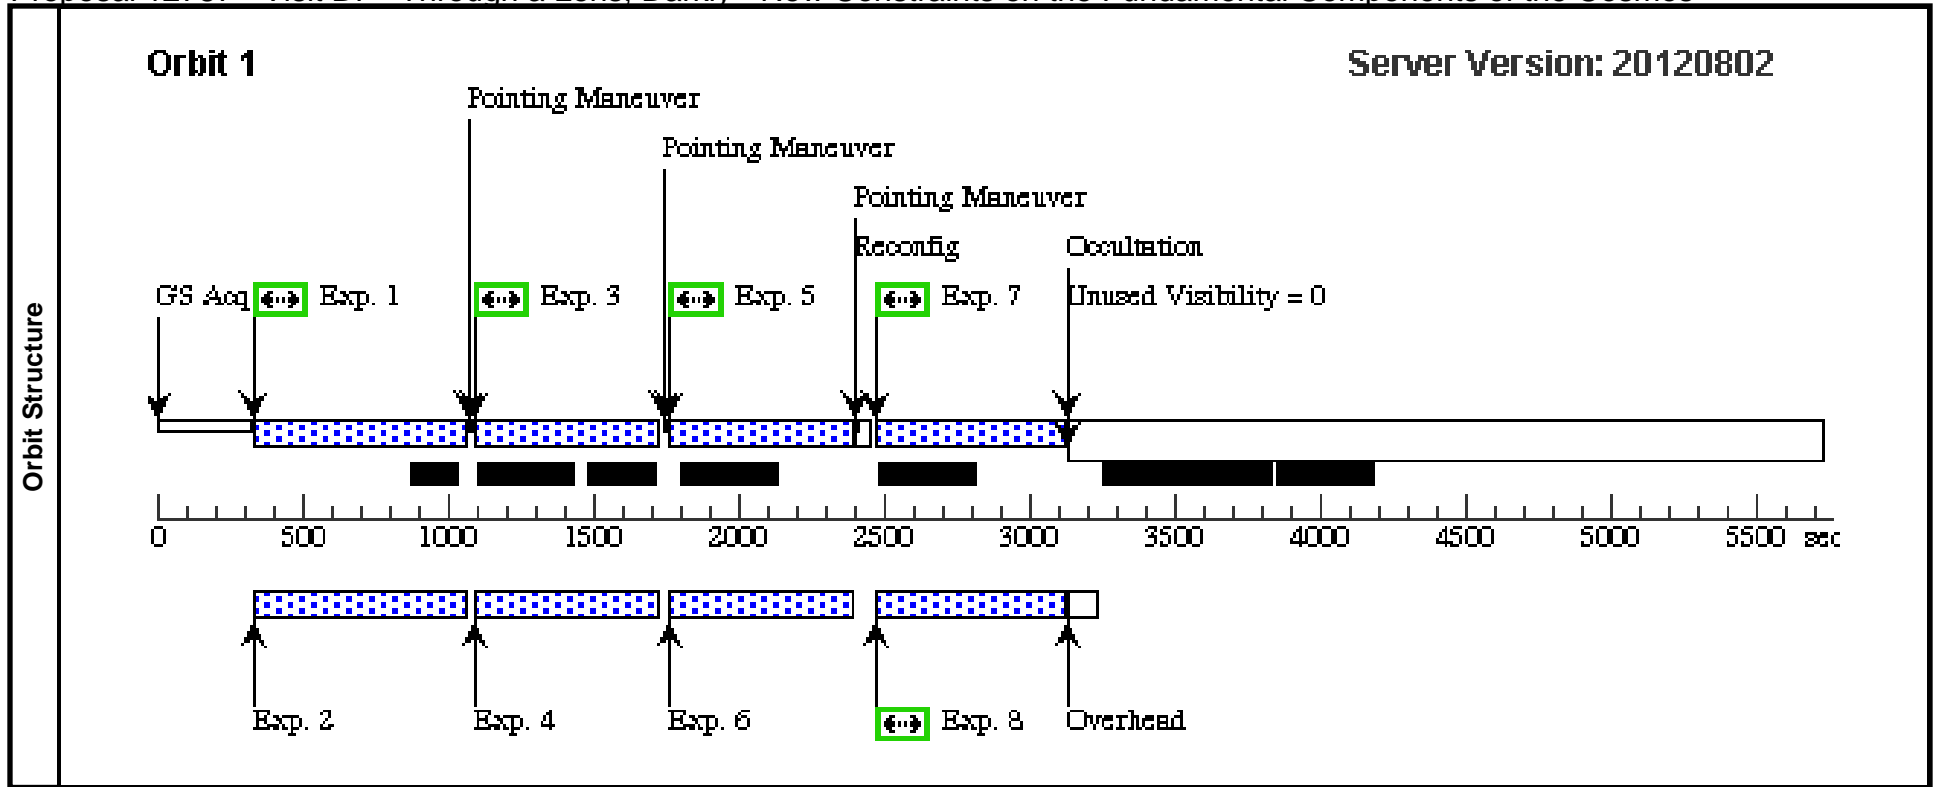 Orbit Structure
Orbit 1
Server Version: 20120802
Pointing Maneuver
Pointing Maneuver
Pointing Maneuver
Reconfig
Occultation
GS Acq
Exp. 1
Exp. 3
Exp. 5
Exp. 7
Unused Visibility = 0
0 500 1000 1500 2000 2500 3000 3500 4000 4500 5000 5500 sec
Exp. 2
Exp. 4
Exp. 6
Exp. 8
Overhead